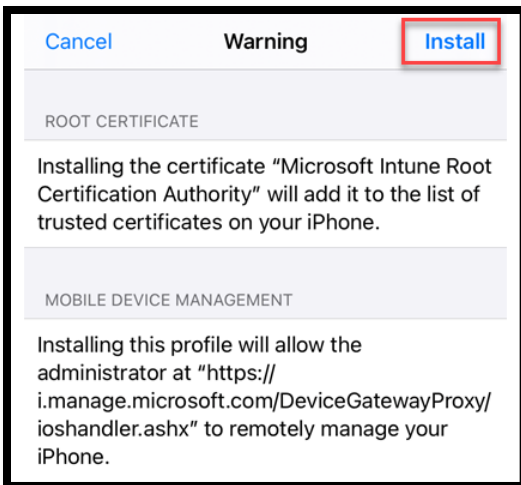 Cancel Warning Install
ROOT CERTIFICATE
Installing the certificate “Microsoft Intune Root
Certification Authority” will add it to the list of
trusted certificates on your iPhone.
MOBILE DEVICE MANAGEMENT
Installing this profile will allow the
administrator at “https://
i.manage.microsoft.com/DeviceGatewayProxy/
ioshandler.ashx” to remotely manage your
iPhone.